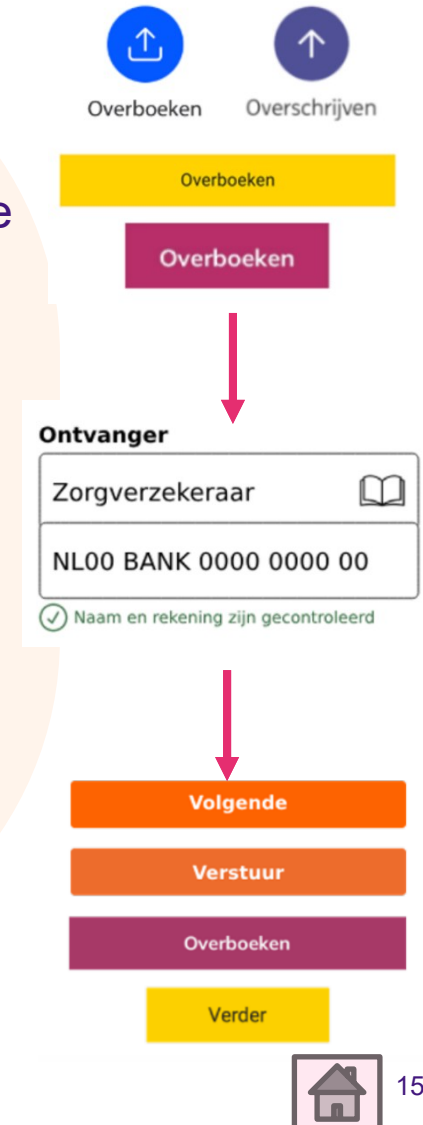 Overboeken Overschrijven
Overboeken
e
Overboeken
Ontvanger
Zorgverzekeraar
NL00 BANK 0000 0000 00
Naam en rekening zijn gecontroleerd
Volgende
Verstuur
Overboeken
Verder
15